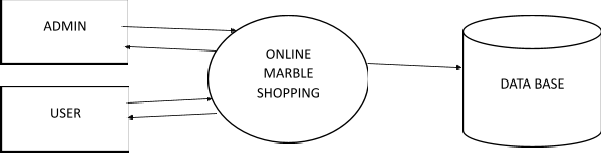 ADMIN
USER
ONLINE
MARBLE
SHOPPING
DATA BASE